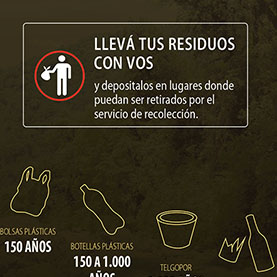 LLEVÁ TUS RESIDUOS
CON VOS
y depositalos en lugares donde
puedan ser retirados por el
servicio de recolección.
BOLSAS PLÁSTICAS
150 AÑOS
BOTELLAS PLÁSTICAS
150 A 1.000
AÑOS
TELGOPOR